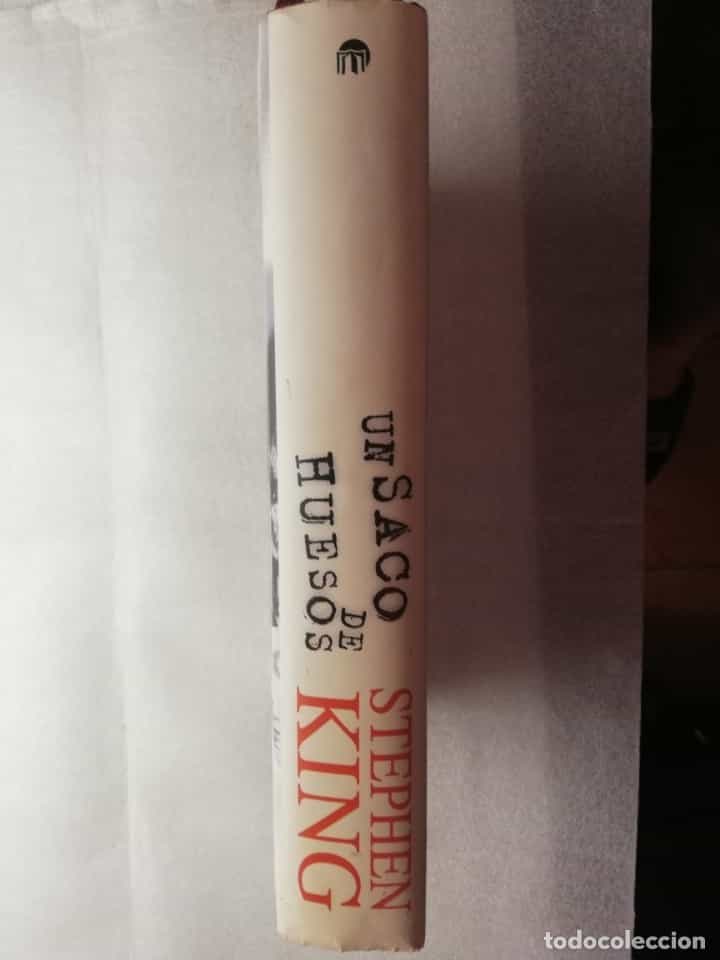 UN SACO
DE
HUESOS
STEPHEN
KING
todocoleccion